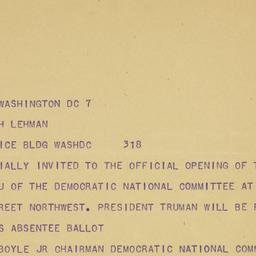 WASHINGTON DC 7
H LEHMAN
ICE BLDG WASHDC 318
IALLY INVITED TO THE OFFICIAL OPENING OF T
U OF THE DEMOCRATIC NATIONAL COMMITTEE AT
REET NORTHWEST. PRESIDENT TRUMAN WILL BE P
S ABSENTEE BALLOT
BOYLE JR CHAIRMAN DEMOCRATIC NATIONAL COMM